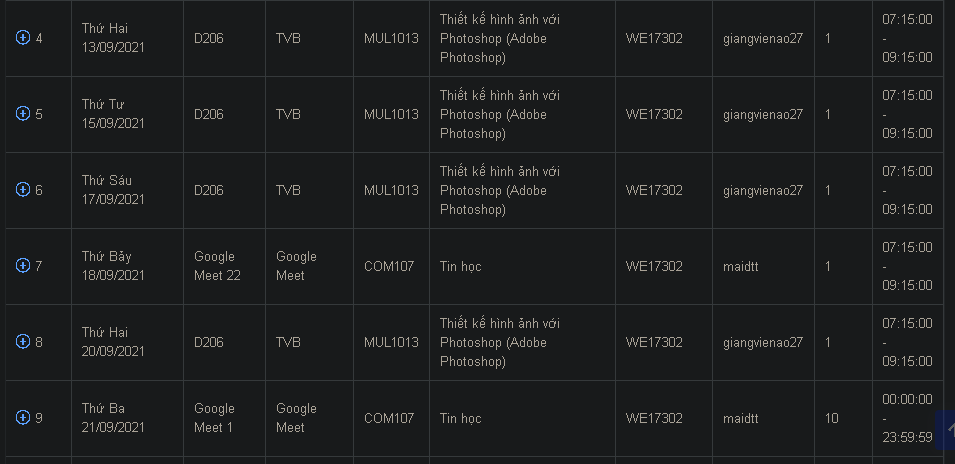 4
Thứ Hai
13/09/2021
D206
TVB
MUL1013
Thiết kế hình ảnh với
Photoshop (Adobe
Photoshop)
WE17302
giangvienao27
1
07:15:00
-
09:15:00
5
Thứ Tư
15/09/2021
D206
TVB
MUL1013
Thiết kế hình ảnh với
Photoshop (Adobe
Photoshop)
WE17302
giangvienao27
1
07:15:00
-
09:15:00
6
Thứ Sáu
17/09/2021
D206
TVB
MUL1013
Thiết kế hình ảnh với
Photoshop (Adobe
Photoshop)
WE17302
giangvienao27
1
07:15:00
-
09:15:00
7
Thứ Bảy
18/09/2021
Google
Meet 22
Google
Meet
COM107
Tin học
WE17302
maidtt
1
07:15:00
-
09:15:00
8
Thứ Hai
20/09/2021
D206
TVB
MUL1013
Thiết kế hình ảnh với
Photoshop (Adobe
Photoshop)
WE17302
giangvienao27
1
07:15:00
-
09:15:00
9
Thứ Ba
21/09/2021
Google
Meet 1
Google
Meet
COM107
Tin học
WE17302
maidtt
10
00:00:00
-
23:59:59